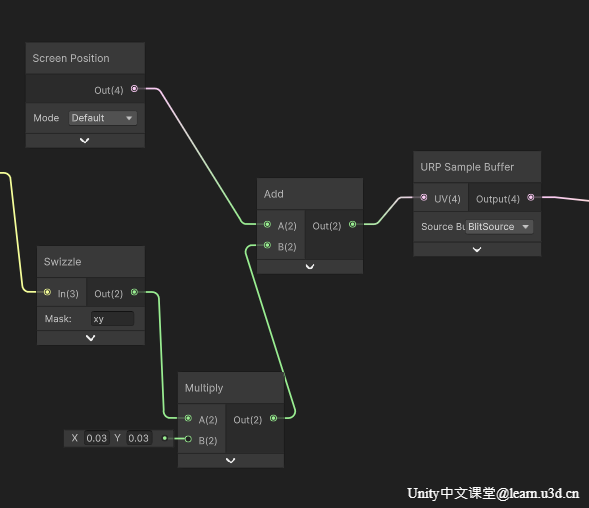 Screen Position
Out(4)
Mode Default
URP Sample Buffer
UV(4) Output(4)
Source Bu BlitSource
Add
A(2) Out(2)
B(2)
Swizzle
In(3) Out(2)
Mask: xy
Multiply
A(2) Out(2)
X 0.03 Y 0.03 B(2)
Unity中文课堂@learn.u3d.cn